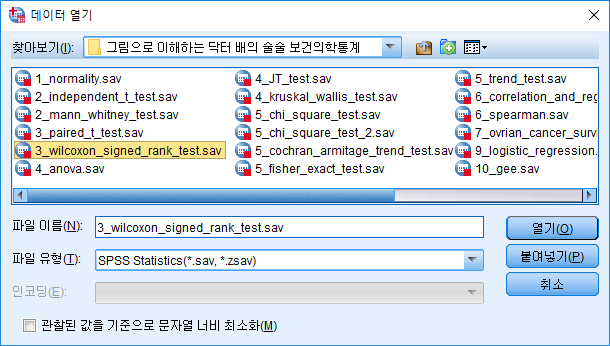 데이터 열기
찾아보기(I): 그림으로 이해하는 닥터 배의 술술 보건의학통계
1_normality.sav
2_independent_t_test.sav
2_mann_whitney_test.sav
3_paired_t_test.sav
3_wilcoxon_signed_rank_test.sav
4_anova.sav
4_JT_test.sav
4_kruskal_wallis_test.sav
5_chi_square_test.sav
5_chi_square_test_2.sav
5_cochran_armitage_trend_test.sav
5_fisher_exact_test.sav
5_trend_test.sav
6_correlation_and_reg
6_spearman.sav
7_ovrian_cancer_survi
9_logistic_regression.
10_gee.sav
파일 이름(N): 3_wilcoxon_signed_rank_test.sav
열기(O)
파일 유형(T): SPSS Statistics(*.sav, *.zsav)
붙여넣기(P)
인코딩(E):
취소
관찰된 값을 기준으로 문자열 너비 최소화(M)